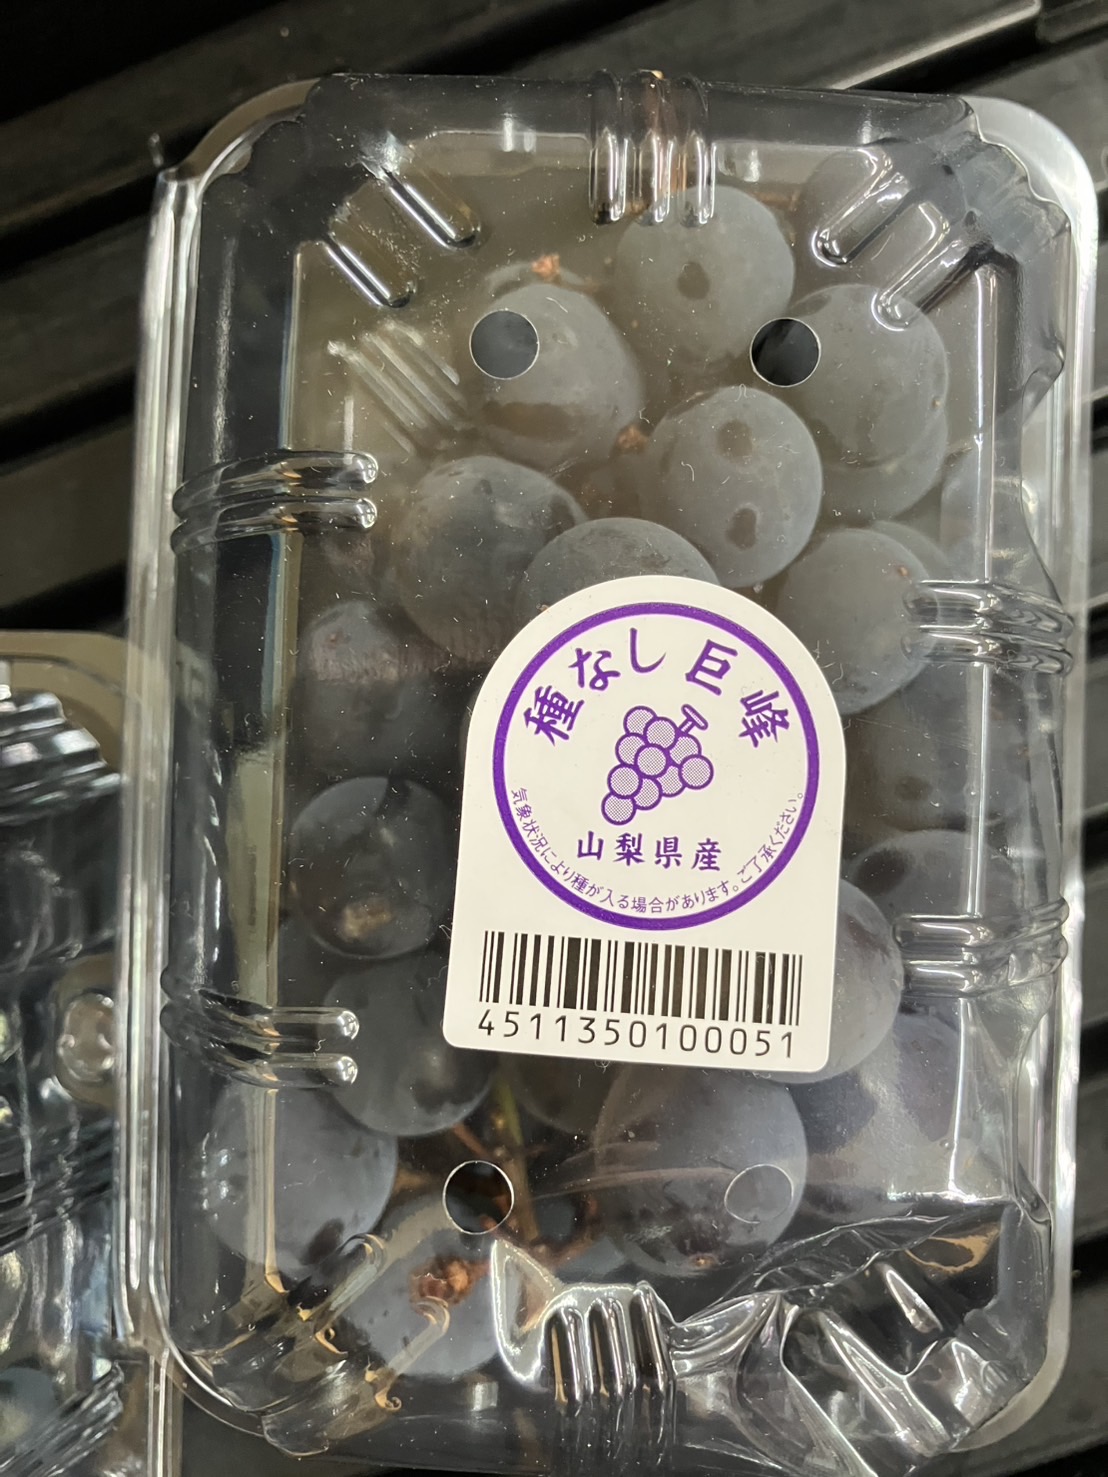 種なし巨峰
山梨県産
気象状況により種が入る場合があります。ご了承ください。
4511350100051